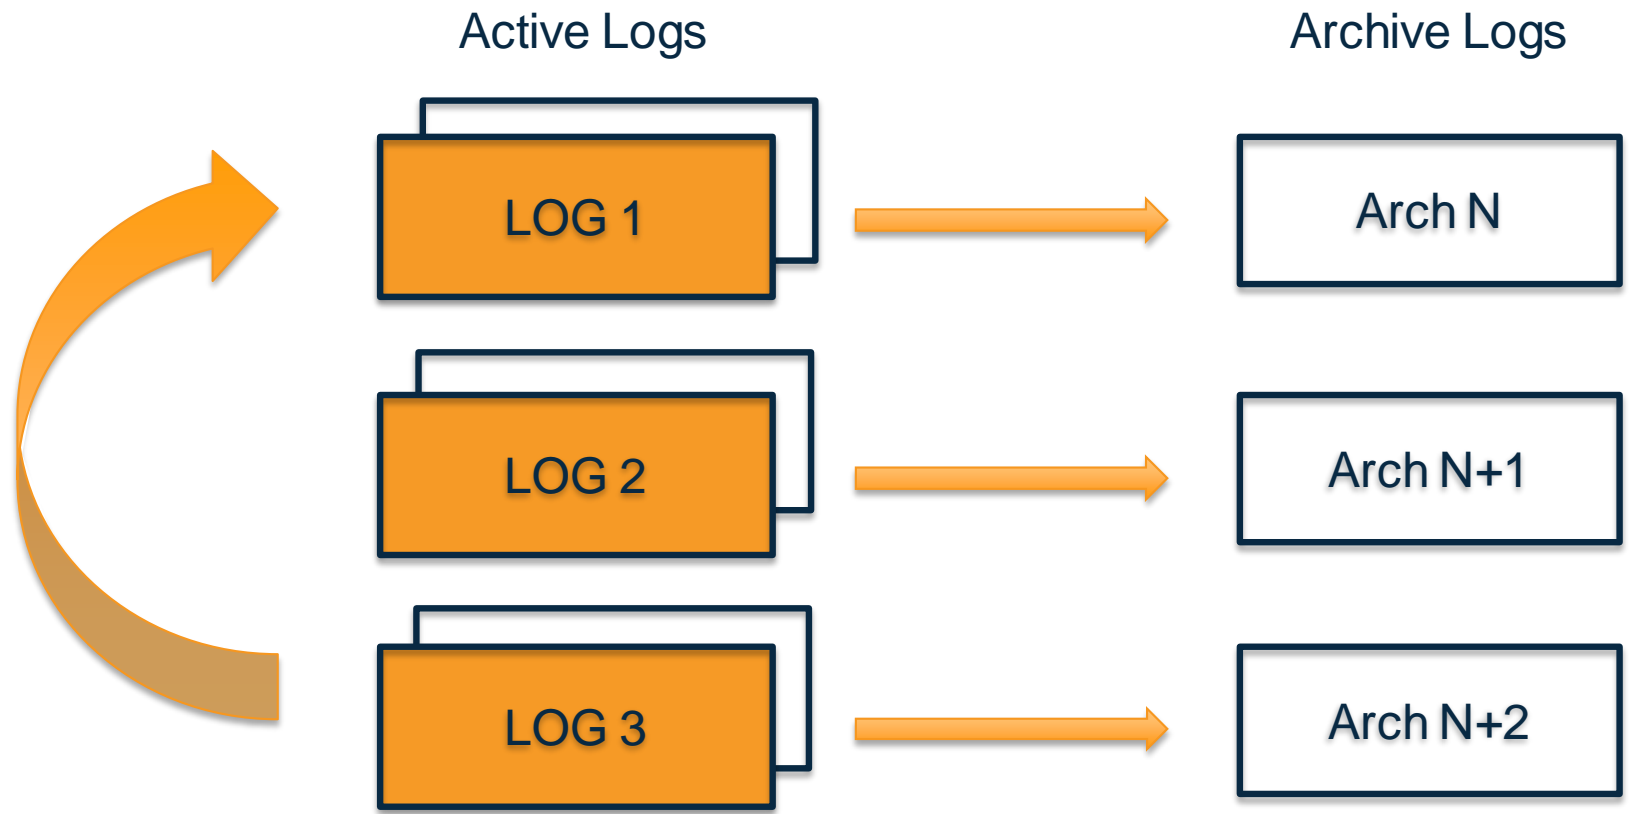 Active Logs
Archive Logs
LOG 1
Arch N
LOG 2
Arch N+1
LOG 3
Arch N+2